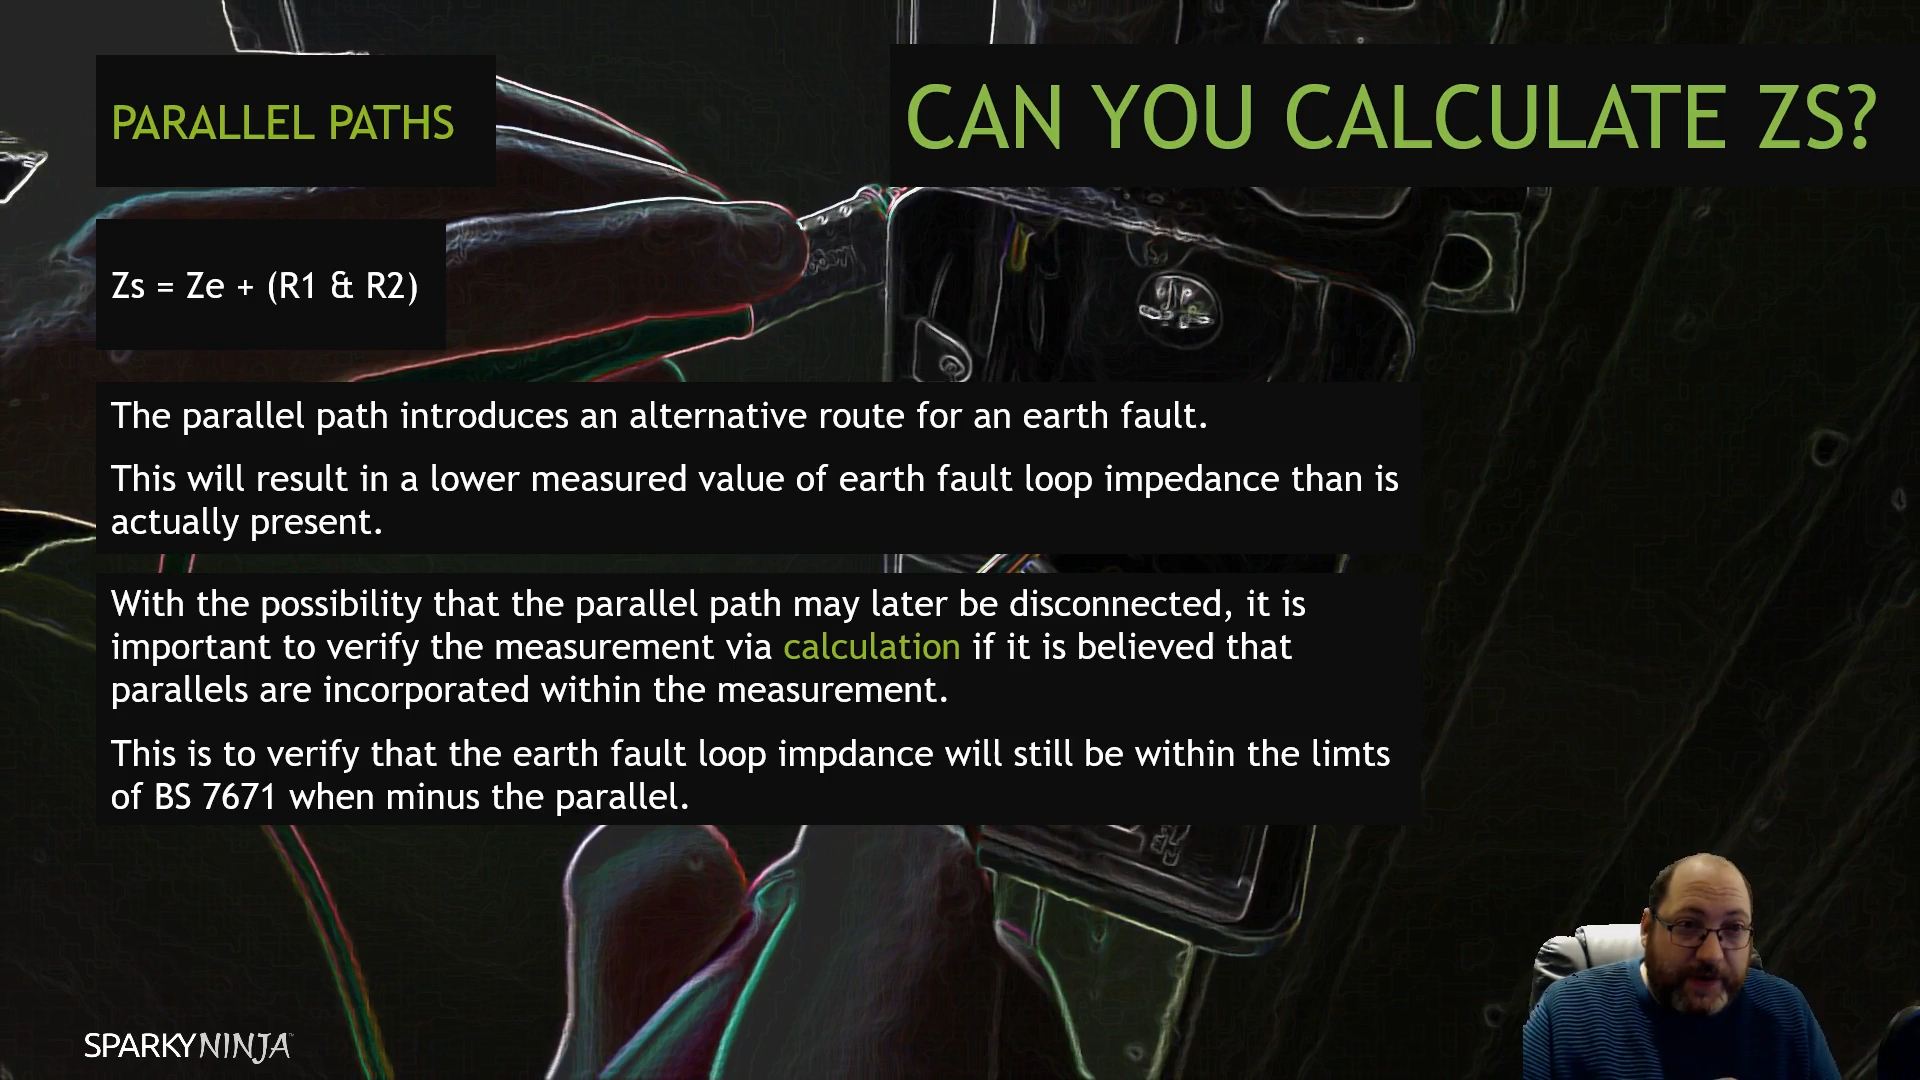 PARALLEL PATHS
CAN YOU CALCULATE ZS?
Zs = Ze + (R1 & R2)
The parallel path introduces an alternative route for an earth fault.
This will result in a lower measured value of earth fault loop impedance than is
actually present.
With the possibility that the parallel path may later be disconnected, it is
important to verify the measurement via calculation if it is believed that
parallels are incorporated within the measurement.
This is to verify that the earth fault loop impdance will still be within the limts
of BS 7671 when minus the parallel.
SPARKYNINJA